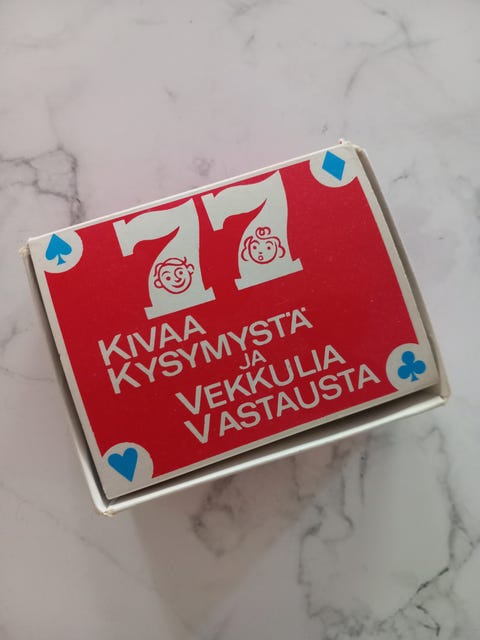 77
KIVAA
KYSYMYSTÄ
JA
VEKKULIA
VASTAUSTA